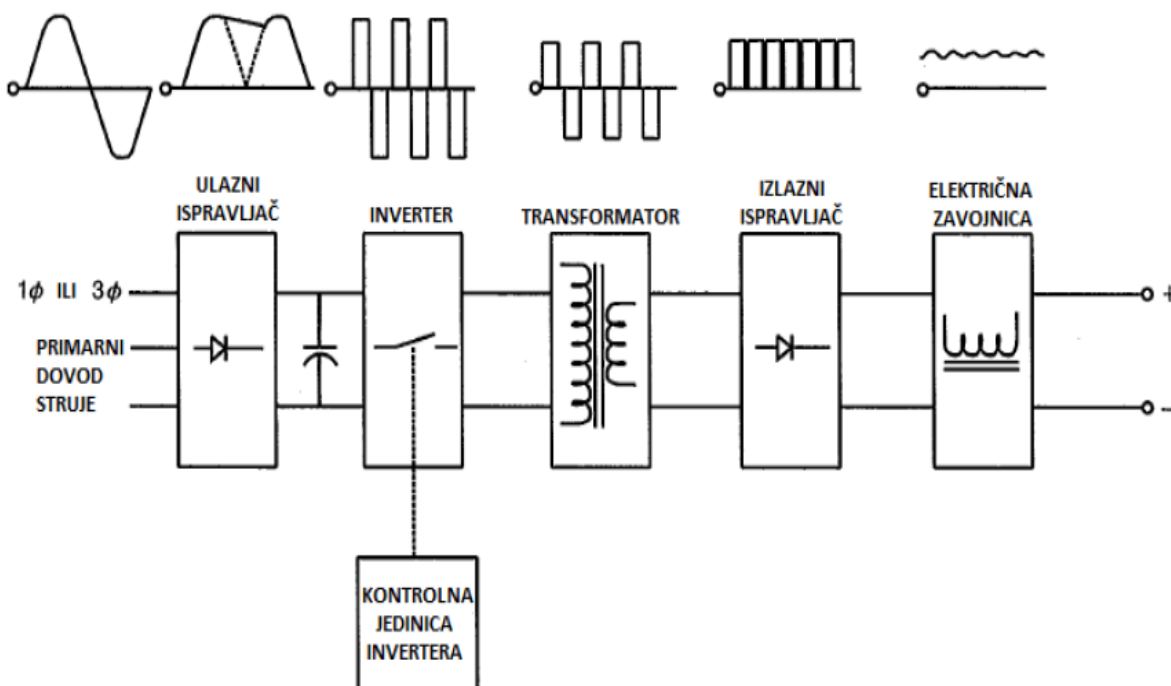 ULAZNI
ISPRAVLJAČ
INVERTER
TRANSFORMATOR
IZLAZNI
ISPRAVLJAČ
ELEKTRIČNA
ZAVOJNICA
1ϕ ILI 3ϕ
PRIMARNI
DOVOD
STRUJE
+
−
KONTROLNA
JEDINICA
INVERTERA